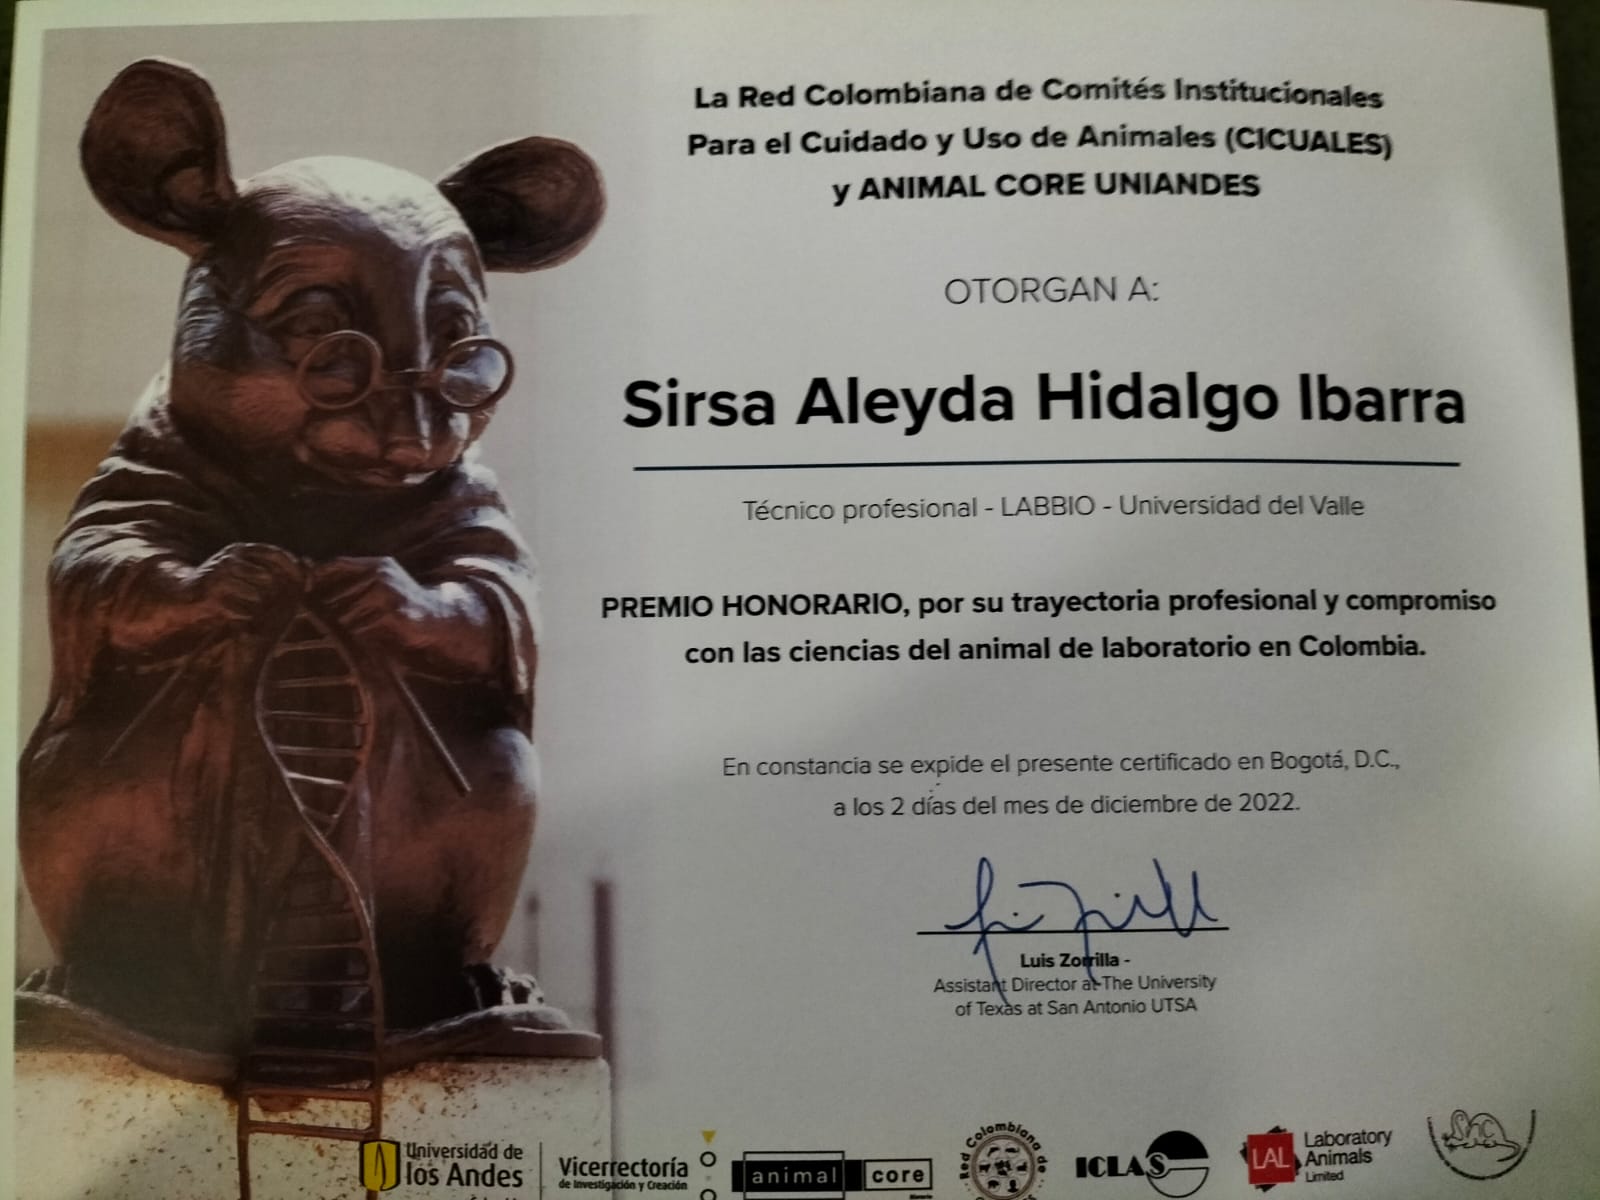 La Red Colombiana de Comités Institucionales
Para el Cuidado y Uso de Animales (CICUALES)
y ANIMAL CORE UNIANDES
OTORGAN A:
Sirsa Aleyda Hidalgo Ibarra
Técnico profesional - LABBIO - Universidad del Valle
PREMIO HONORARIO, por su trayectoria profesional y compromiso
con las ciencias del animal de laboratorio en Colombia.
En constancia se expide el presente certificado en Bogotá, D.C.,
a los 2 días del mes de diciembre de 2022.
Luis Zorrilla -
Assistant Director at The University
of Texas at San Antonio UTSA
Universidad de
los Andes
Vicerrectoría
de Investigación y Creación
animal core
Red Colombiana de
ICLAS
LAL
Laboratory
Animals
Limited